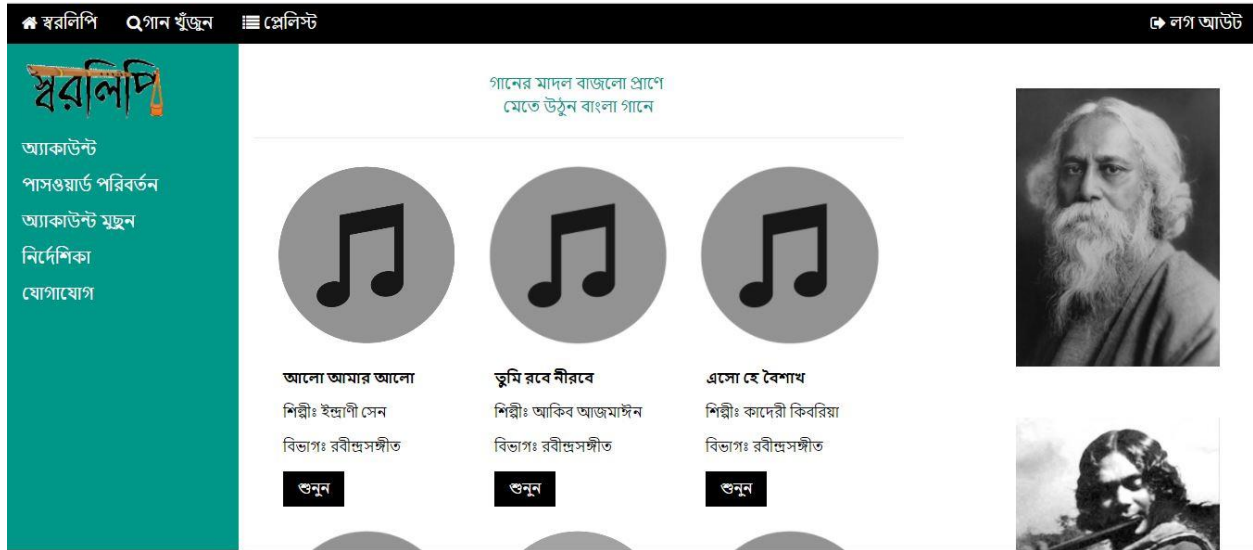 স্বরলিপি
গান খুঁজুন
প্লেলিস্ট
লগ আউট
স্বরলিপি
অ্যাকাউন্ট
পাসওয়ার্ড পরিবর্তন
অ্যাকাউন্ট মুছুন
নির্দেশিকা
যোগাযোগ
গানের মাদল বাজলো প্রাণে
মেতে উঠুন বাংলা গানে
আলো আমার আলো
শিল্পীঃ ইন্দ্রাণী সেন
বিভাগঃ রবীন্দ্রসঙ্গীত
শুনুন
তুমি রবে নীরবে
শিল্পীঃ আকিব আজমাঈন
বিভাগঃ রবীন্দ্রসঙ্গীত
শুনুন
এসো হে বৈশাখ
শিল্পীঃ কাদেরী কিবরিয়া
বিভাগঃ রবীন্দ্রসঙ্গীত
শুনুন